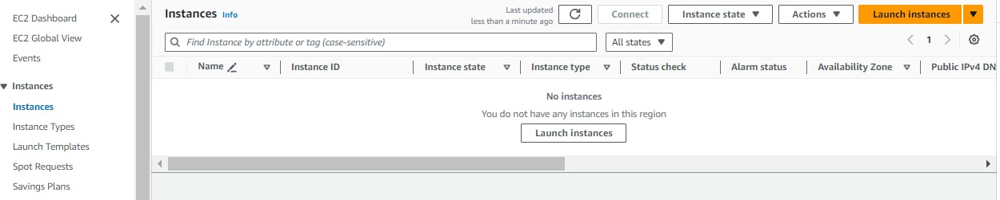 EC2 Dashboard
EC2 Global View
Events
Instances
Instances
Instance Types
Launch Templates
Spot Requests
Savings Plans
Instances Info
Last updated
less than a minute ago
Connect
Instance state
Actions
Launch instances
Find Instance by attribute or tag (case-sensitive)
All states
1
Name Instance ID Instance state Instance type Status check Alarm status Availability Zone Public IPv4 DN
No instances
You do not have any instances in this region
Launch instances